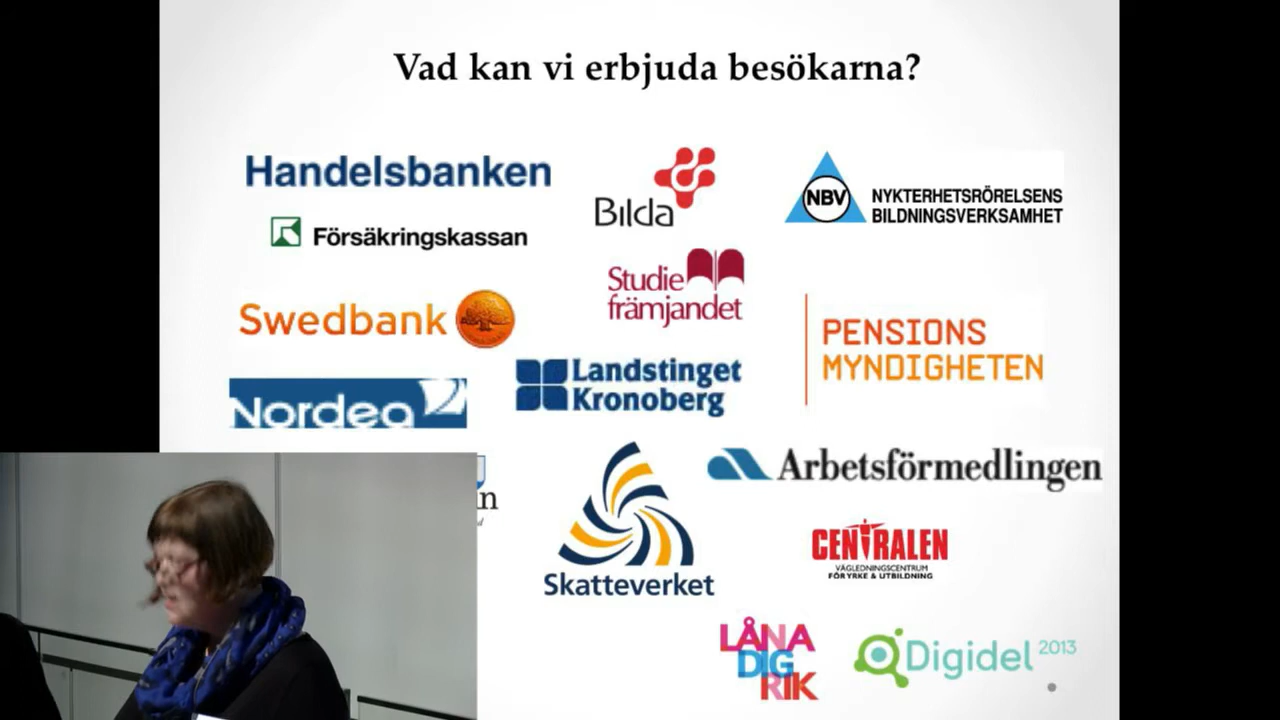 Vad kan vi erbjuda besökarna?
Handelsbanken
Försäkringskassan
Bilda
NBV
NYKTERHETSRÖRELSENS
BILDNINGSVERKSAMHET
Studie
främjandet
Swedbank
PENSIONS
MYNDIGHETEN
Landstinget
Kronoberg
Nordea
Arbetsförmedlingen
Skatteverket
CENTRALEN
VÄGLEDNINGSCENTRUM
FÖR YRKE & UTBILDNING
LÅNA
DIG
RIK
Digidel 2013